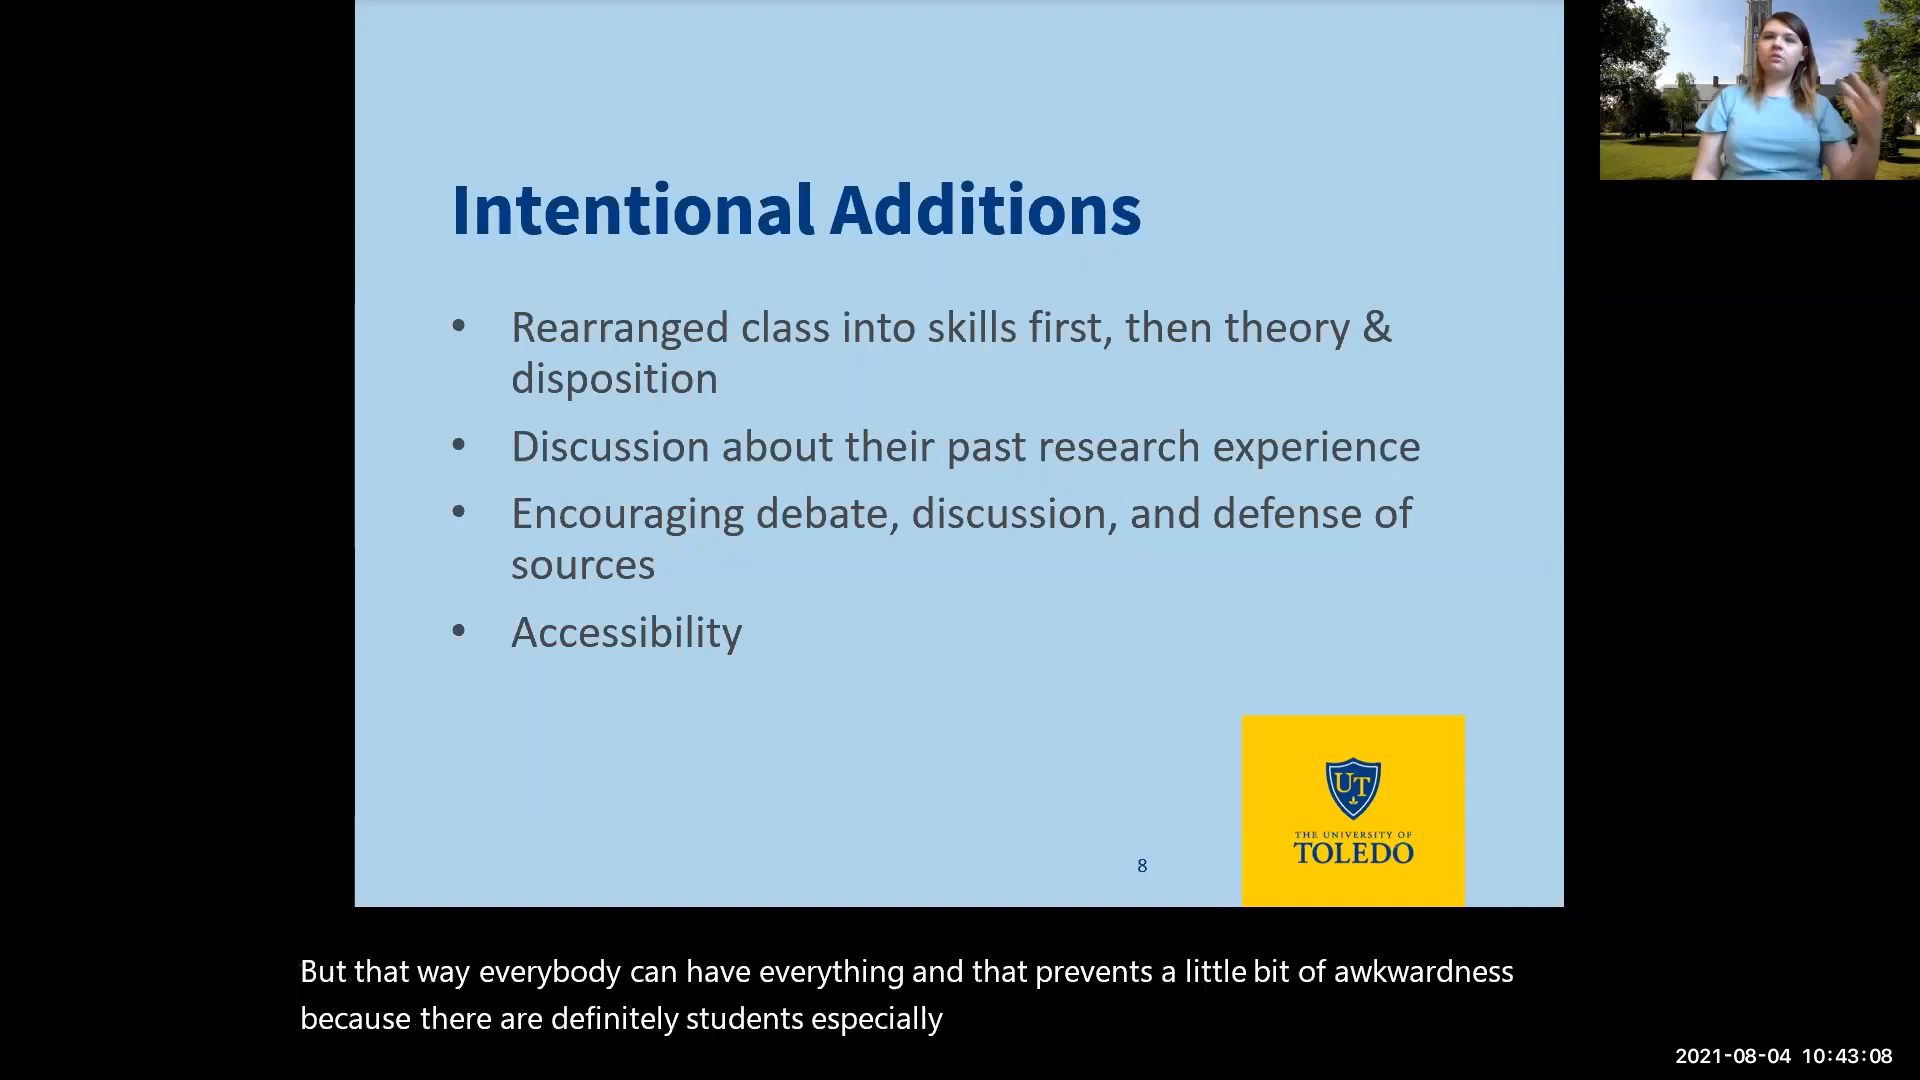 Intentional Additions
• Rearranged class into skills first, then theory &
disposition
• Discussion about their past research experience
• Encouraging debate, discussion, and defense of
sources
• Accessibility
UT
THE UNIVERSITY OF
TOLEDO
8
But that way everybody can have everything and that prevents a little bit of awkwardness
because there are definitely students especially
2021-08-04 10:43:08